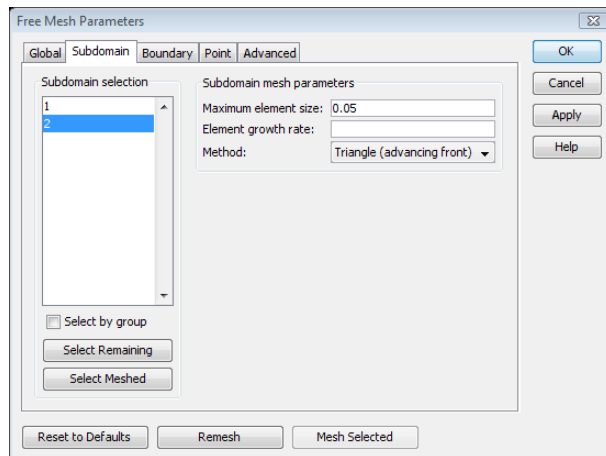 Free Mesh Parameters
Global Subdomain Boundary Point Advanced
Subdomain selection
1
2
Select by group
Select Remaining
Select Meshed
Subdomain mesh parameters
Maximum element size: 0.05
Element growth rate:
Method: Triangle (advancing front)
OK
Cancel
Apply
Help
Reset to Defaults Remesh Mesh Selected